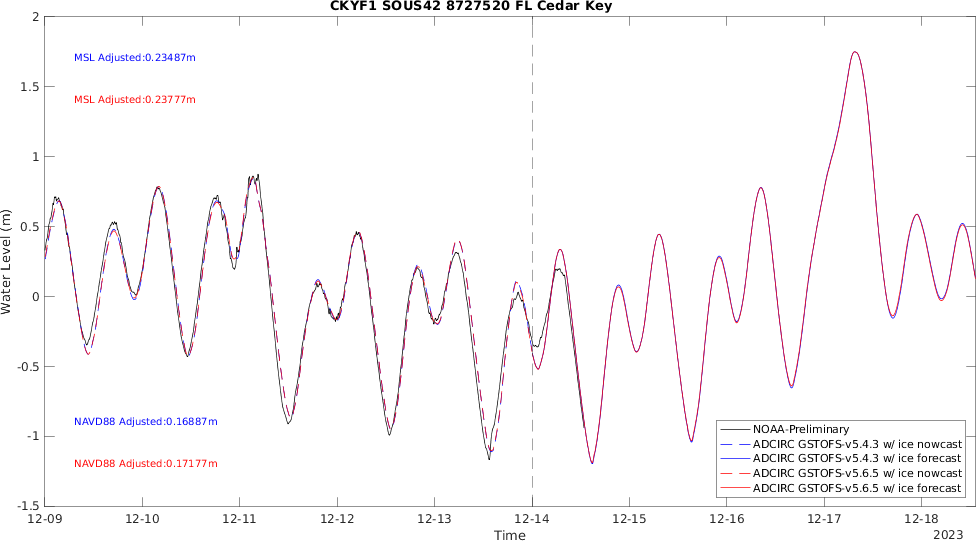 CKYF1 SOUS42 8727520 FL Cedar Key
2
1.5
1
0.5
0
-0.5
-1
-1.5
Water Level (m)
MSL Adjusted:0.23487m
MSL Adjusted:0.23777m
NAVD88 Adjusted:0.16887m
NAVD88 Adjusted:0.17177m
NOAA-Preliminary
ADCIRC GSTOFS-v5.4.3 w/ ice nowcast
ADCIRC GSTOFS-v5.4.3 w/ ice forecast
ADCIRC GSTOFS-v5.6.5 w/ ice nowcast
ADCIRC GSTOFS-v5.6.5 w/ ice forecast
12-09 12-10 12-11 12-12 12-13 12-14 12-15 12-16 12-17 12-18
Time
2023